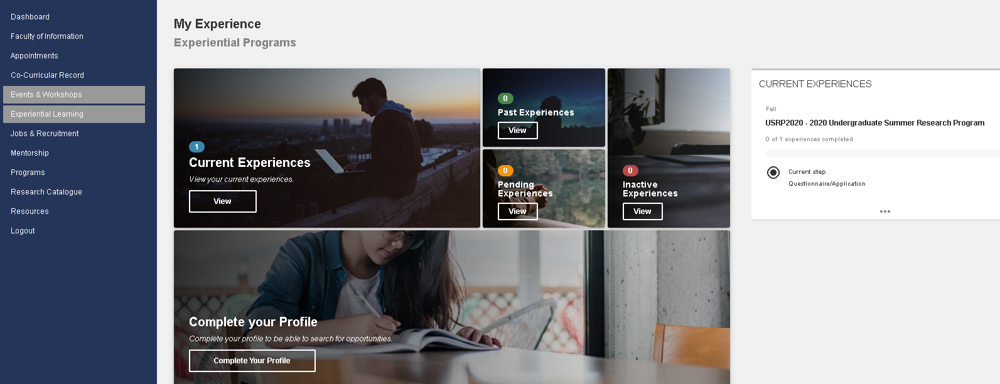 Dashboard
Faculty of Information
Appointments
Co-Curricular Record
Events & Workshops
Experiential Learning
Jobs & Recruitment
Mentorship
Programs
Research Catalogue
Resources
Logout
My Experience
Experiential Programs
1
Current Experiences
View your current experiences.
View
0
Past Experiences
View
0
Pending
Experiences
View
0
Inactive
Experiences
View
Complete your Profile
Complete your profile to be able to search for opportunities.
Complete Your Profile
CURRENT EXPERIENCES
Fall
USRP2020 - 2020 Undergraduate Summer Research Program
0 of 1 experiences completed
Current step
Questionnaire/Application